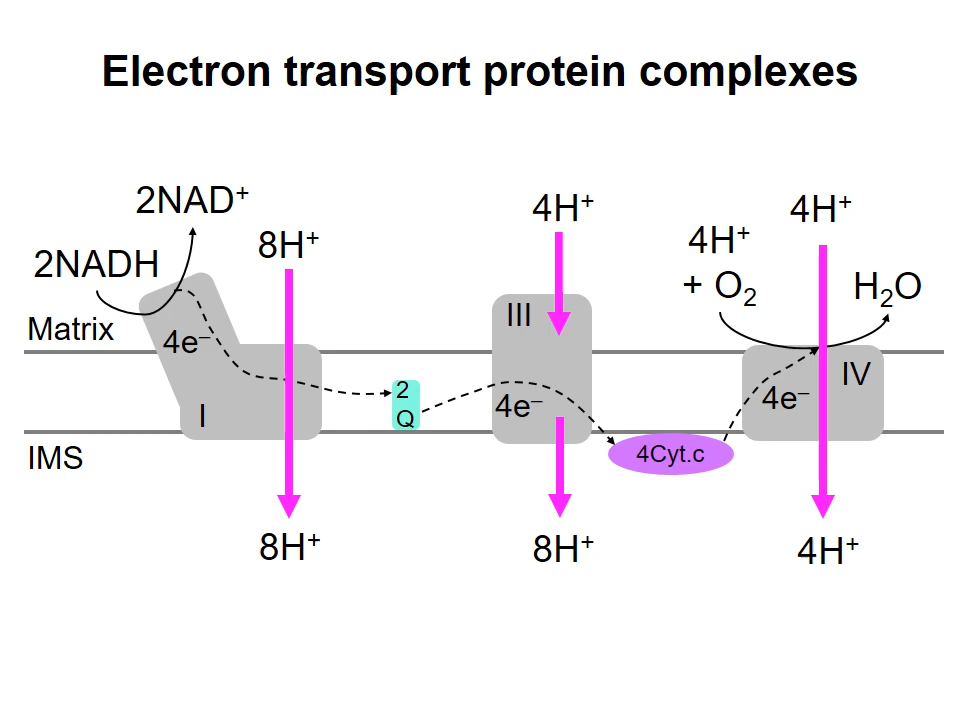 Electron transport protein complexes
2NAD⁺
2NADH
8H⁺
4H⁺
4H⁺
+ O₂
4H⁺
H₂O
Matrix
4e⁻
I
IMS
2
Q
III
4e⁻
4Cyt.c
4e⁻
IV
8H⁺
8H⁺
4H⁺